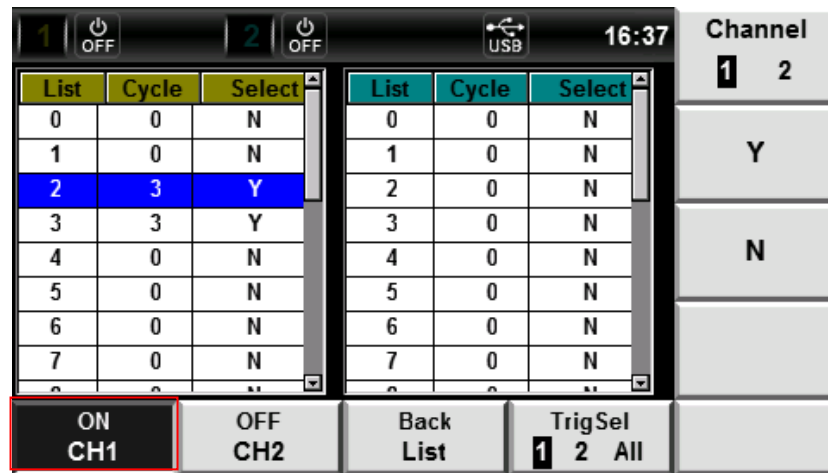 1 OFF 2 OFF USB 16:37
Channel
1 2
List Cycle Select List Cycle Select
0 0 N 0 0 N
1 0 N 1 0 N
Y
2 3 Y 2 0 N
3 3 Y 3 0 N
4 0 N 4 0 N
N
5 0 N 5 0 N
6 0 N 6 0 N
7 0 N 7 0 N
ON OFF Back TrigSel
CH1 CH2 List 1 2 All